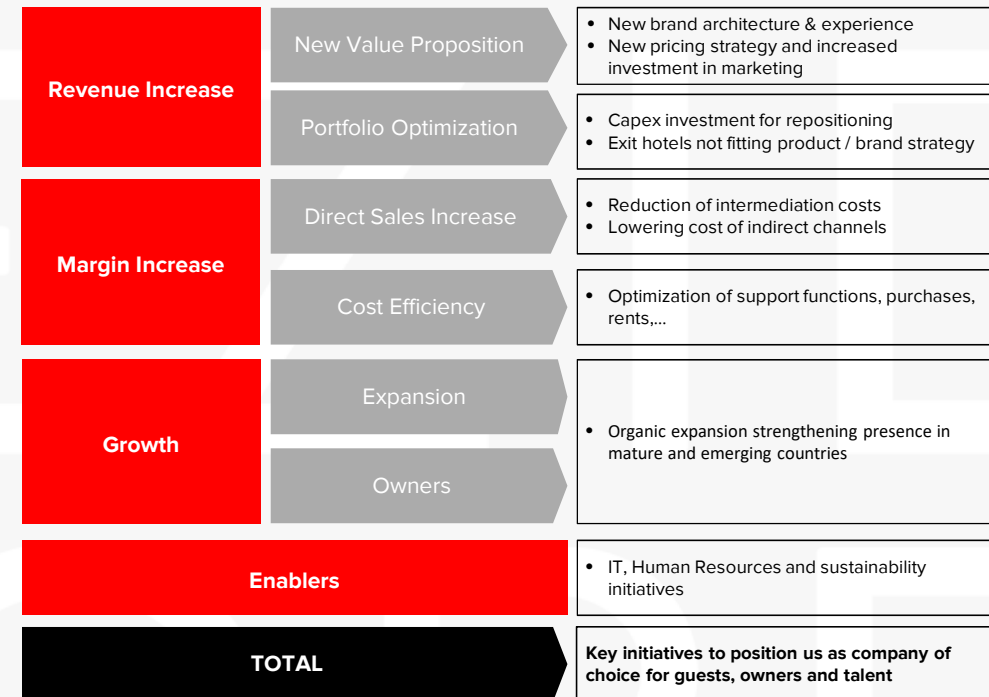 Revenue Increase
New Value Proposition
• New brand architecture & experience
• New pricing strategy and increased
investment in marketing
Portfolio Optimization
• Capex investment for repositioning
• Exit hotels not fitting product / brand strategy
Margin Increase
Direct Sales Increase
• Reduction of intermediation costs
• Lowering cost of indirect channels
Cost Efficiency
• Optimization of support functions, purchases,
rents,...
Growth
Expansion
Owners
• Organic expansion strengthening presence in
mature and emerging countries
Enablers
• IT, Human Resources and sustainability
initiatives
TOTAL
Key initiatives to position us as company of
choice for guests, owners and talent